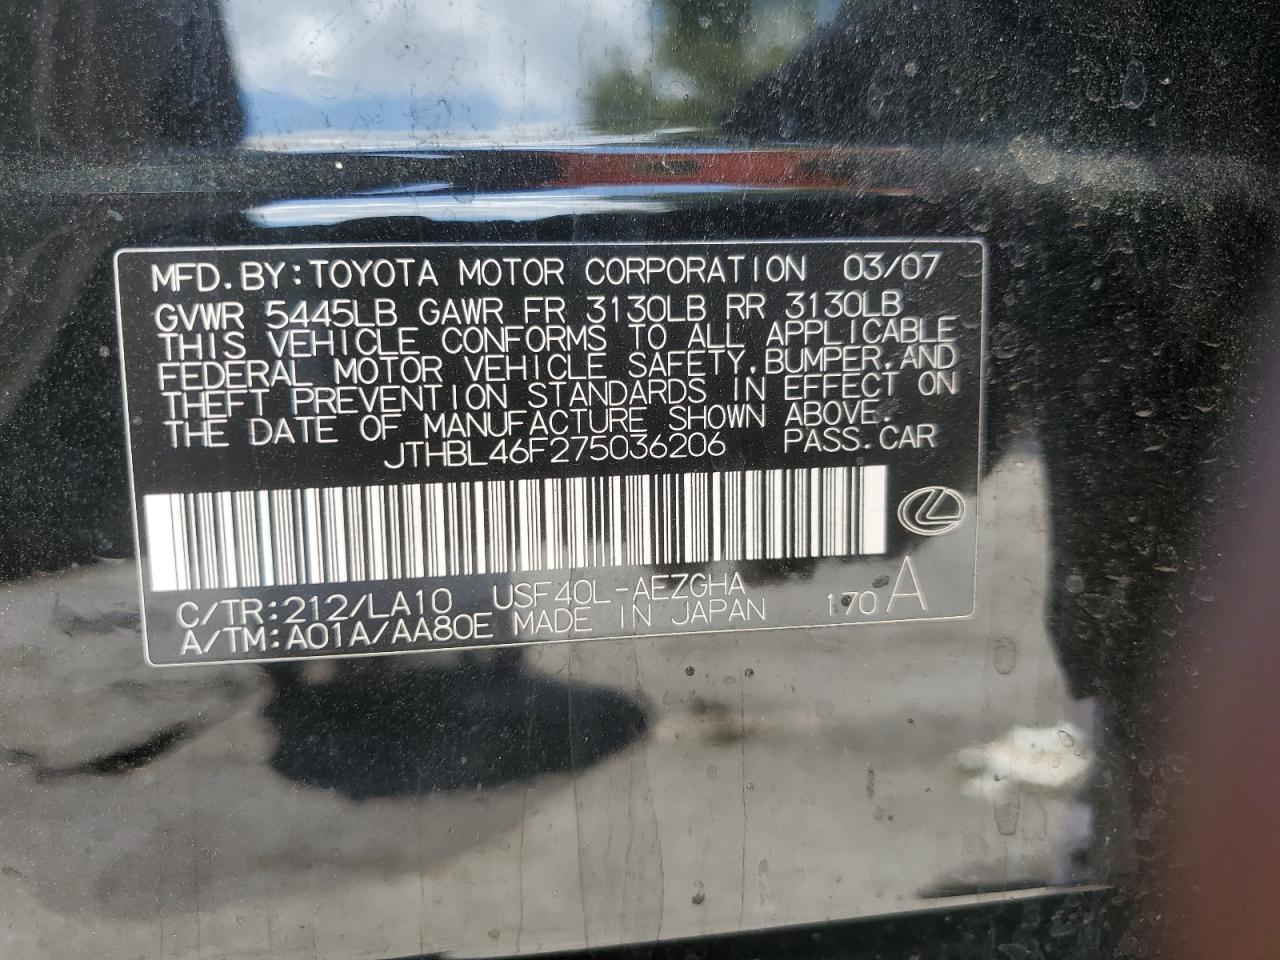 MFD.BY:TOYOTA MOTOR CORPORATION 03/07
GVWR 5445LB GAWR FR 3130LB RR 3130LB
THIS VEHICLE CONFORMS TO ALL APPLICABLE
FEDERAL MOTOR VEHICLE SAFETY,BUMPER,AND
THEFT PREVENTION STANDARDS IN EFFECT ON
THE DATE OF MANUFACTURE SHOWN ABOVE.
JTHBL46F275036206 PASS.CAR
C/TR:212/LA10 USF40L-AEZGHA
A/TM:A01A/AA80E MADE IN JAPAN 170 A